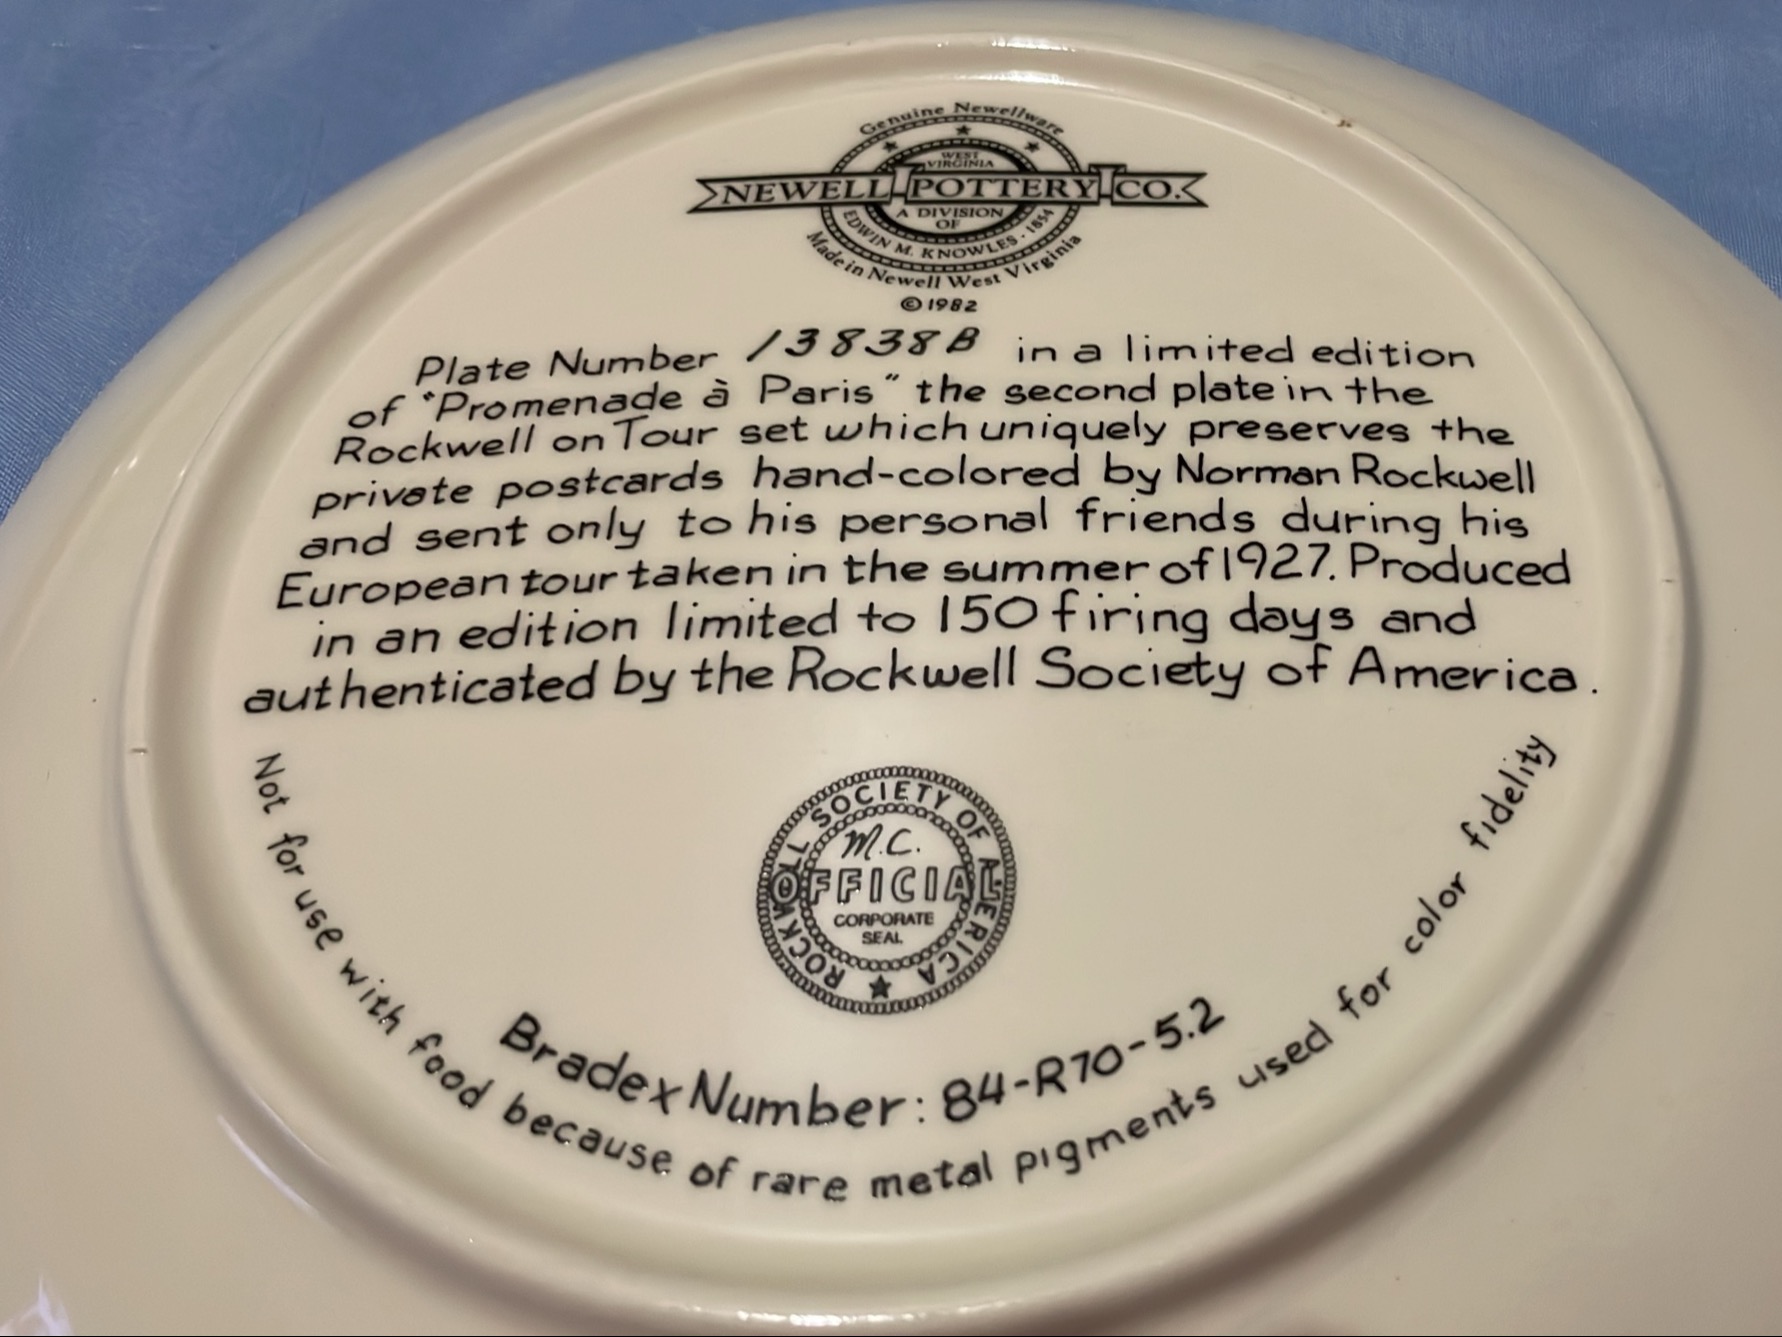 Genuine Newellware
WEST
VIRGINIA
NEWELL POTTERY CO.
A DIVISION
OF
EDWIN M. KNOWLES · 1854
Made in Newell West Virginia
©1982
Plate Number 13838B in a limited edition
of "Promenade à Paris" the second plate in the
Rockwell on Tour set which uniquely preserves the
private postcards hand-colored by Norman Rockwell
and sent only to his personal friends during his
European tour taken in the summer of 1927. Produced
in an edition limited to 150 firing days and
authenticated by the Rockwell Society of America.
ROCKWELL SOCIETY OF AMERICA
M.C.
OFFICIAL
CORPORATE
SEAL
Bradex Number: 84-R70-5.2
Not for use with food because of rare metal pigments used for color fidelity